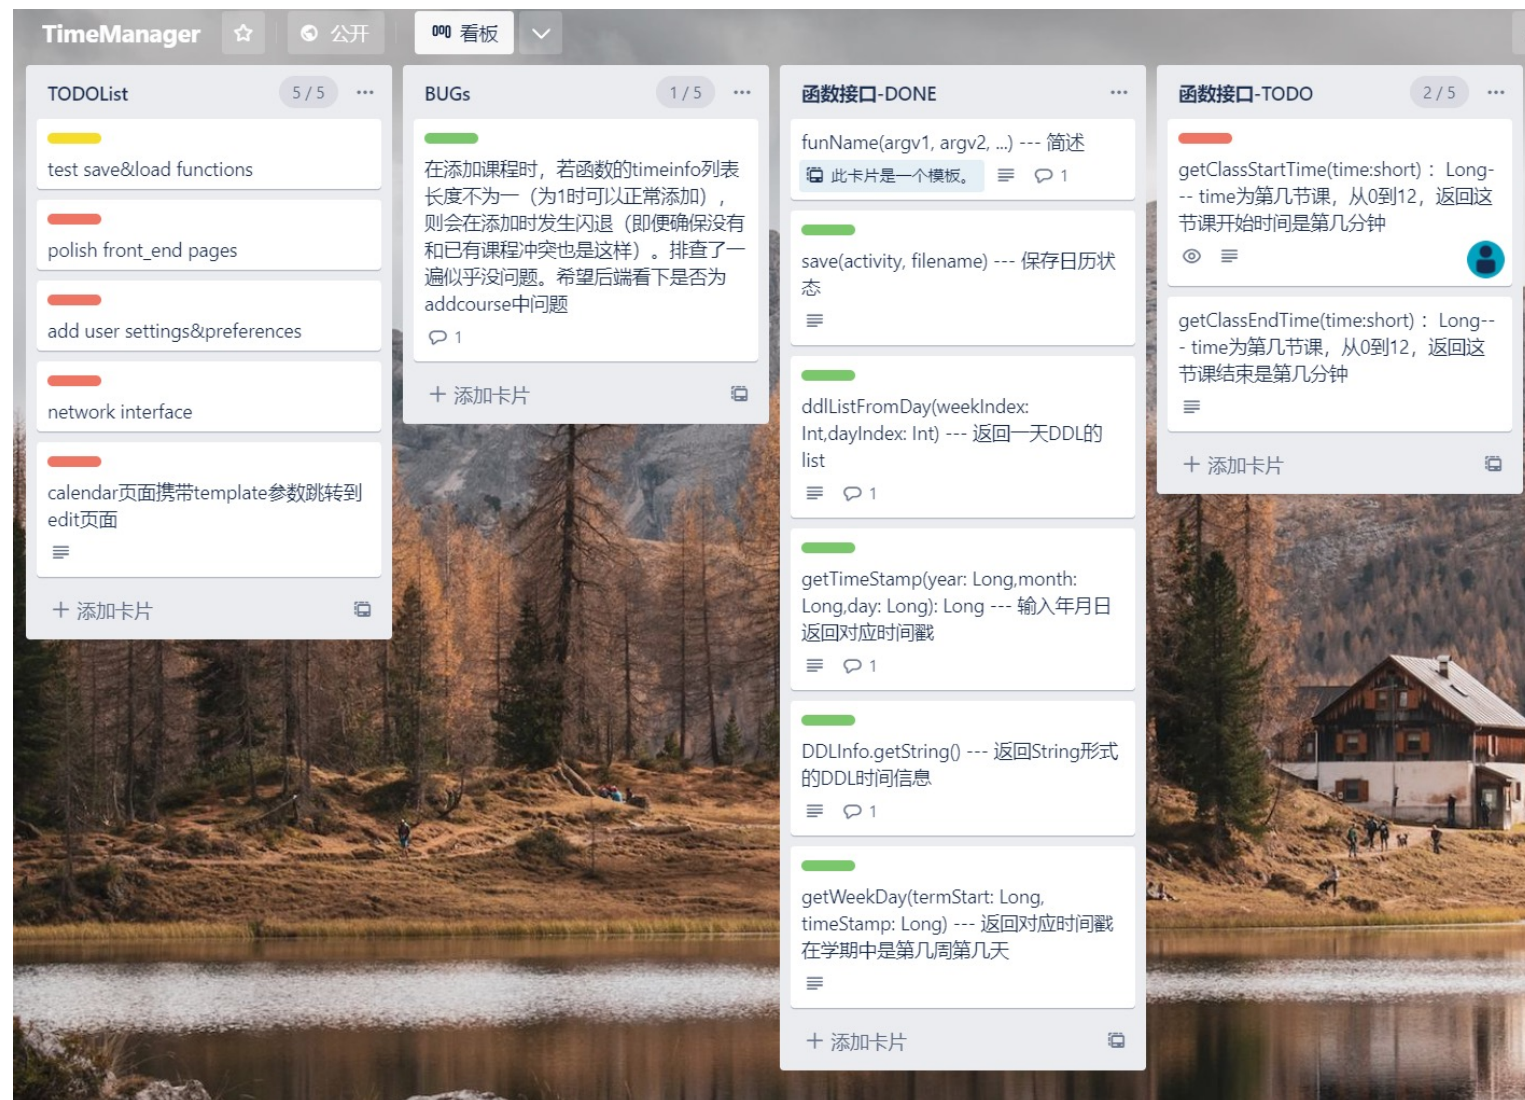 TimeManager
公开
看板
TODOList
5 / 5
test save&load functions
polish front_end pages
add user settings&preferences
network interface
calendar页面携带template参数跳转到
edit页面
+ 添加卡片
BUGs
1 / 5
在添加课程时，若函数的timeinfo列表
长度不为一（为1时可以正常添加），
则会在添加时发生闪退（即便确保没有
和已有课程冲突也是这样）。排查了一
遍似乎没问题。希望后端看下是否为
addcourse中问题
1
+ 添加卡片
函数接口-DONE
funName(argv1, argv2, ...) --- 简述
此卡片是一个模板。
1
save(activity, filename) --- 保存日历状
态
ddlListFromDay(weekIndex:
Int,dayIndex: Int) --- 返回一天DDL的
list
1
getTimeStamp(year: Long,month:
Long,day: Long): Long --- 输入年月日
返回对应时间戳
1
DDLInfo.getString() --- 返回String形式
的DDL时间信息
1
getWeekDay(termStart: Long,
timeStamp: Long) --- 返回对应时间戳
在学期中是第几周第几天
+ 添加卡片
函数接口-TODO
2 / 5
getClassStartTime(time:short)： Long-
-- time为第几节课，从0到12，返回这
节课开始时间是第几分钟
getClassEndTime(time:short)： Long--
- time为第几节课，从0到12，返回这
节课结束是第几分钟
+ 添加卡片